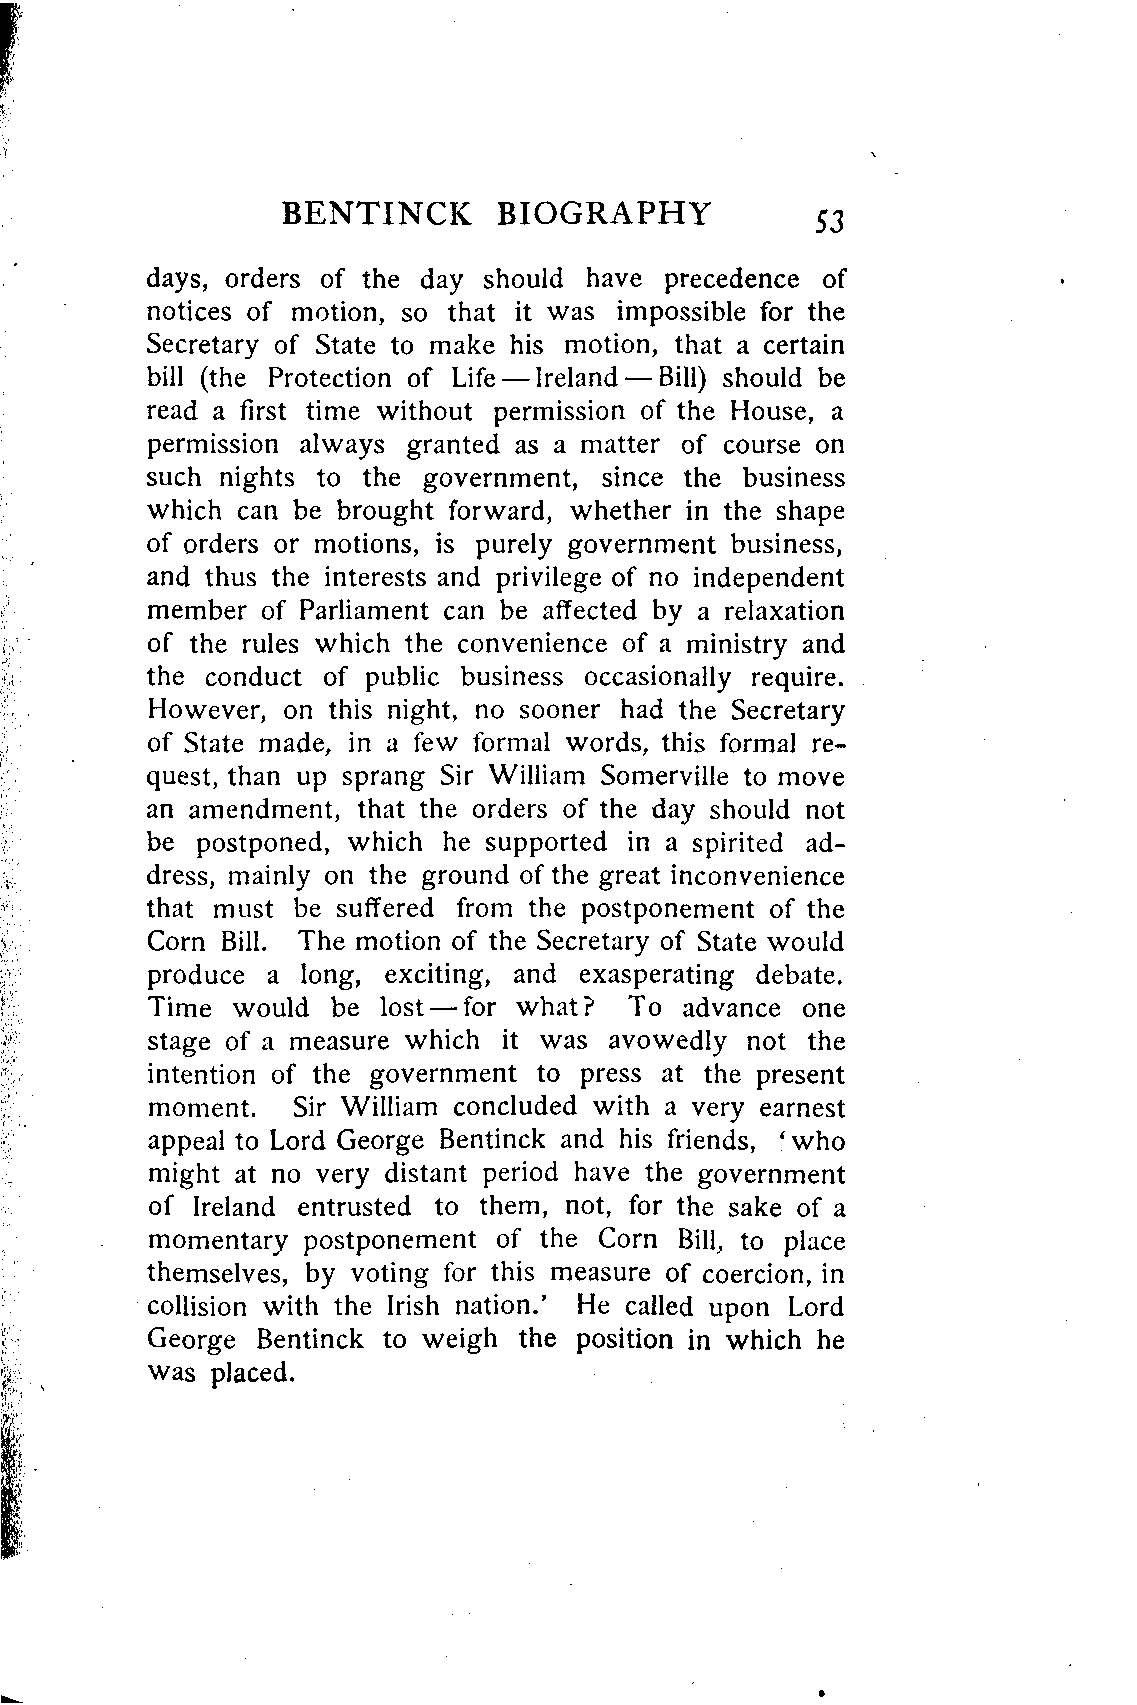 BENTINCK BIOGRAPHY 53
days, orders of the day should have precedence of
notices of motion, so that it was impossible for the
Secretary of State to make his motion, that a certain
bill (the Protection of Life—Ireland—Bill) should be
read a first time without permission of the House, a
permission always granted as a matter of course on
such nights to the government, since the business
which can be brought forward, whether in the shape
of orders or motions, is purely government business,
and thus the interests and privilege of no independent
member of Parliament can be affected by a relaxation
of the rules which the convenience of a ministry and
the conduct of public business occasionally require.
However, on this night, no sooner had the Secretary
of State made, in a few formal words, this formal re-
quest, than up sprang Sir William Somerville to move
an amendment, that the orders of the day should not
be postponed, which he supported in a spirited ad-
dress, mainly on the ground of the great inconvenience
that must be suffered from the postponement of the
Corn Bill. The motion of the Secretary of State would
produce a long, exciting, and exasperating debate.
Time would be lost—for what? To advance one
stage of a measure which it was avowedly not the
intention of the government to press at the present
moment. Sir William concluded with a very earnest
appeal to Lord George Bentinck and his friends, ‘who
might at no very distant period have the government
of Ireland entrusted to them, not, for the sake of a
momentary postponement of the Corn Bill, to place
themselves, by voting for this measure of coercion, in
collision with the Irish nation.’ He called upon Lord
George Bentinck to weigh the position in which he
was placed.